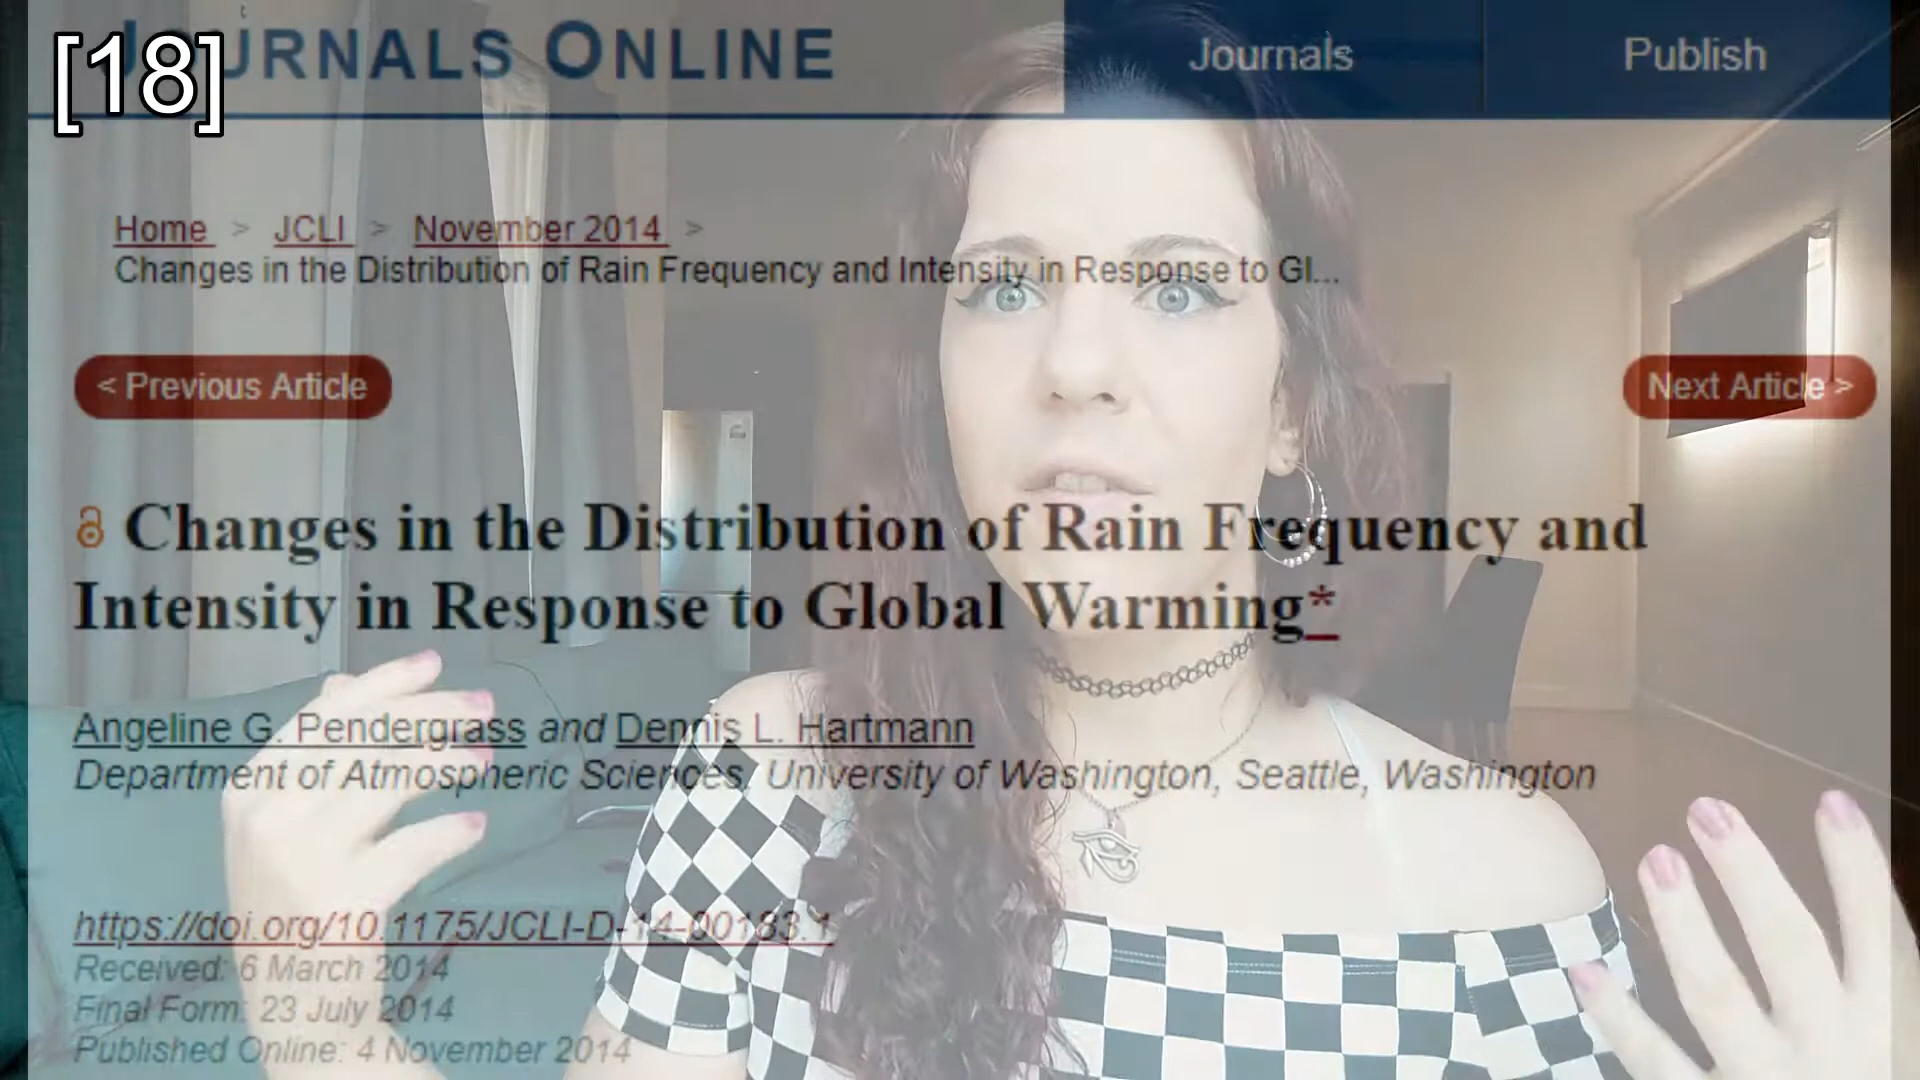 [18]
JOURNALS ONLINE
Journals
Publish
Home > JCLI > November 2014 >
Changes in the Distribution of Rain Frequency and Intensity in Response to Gl...
< Previous Article
Next Article >
Changes in the Distribution of Rain Frequency and
Intensity in Response to Global Warming*
Angeline G. Pendergrass and Dennis L. Hartmann
Department of Atmospheric Sciences, University of Washington, Seattle, Washington
https://doi.org/10.1175/JCLI-D-14-00183.1
Received: 6 March 2014
Final Form: 23 July 2014
Published Online: 4 November 2014